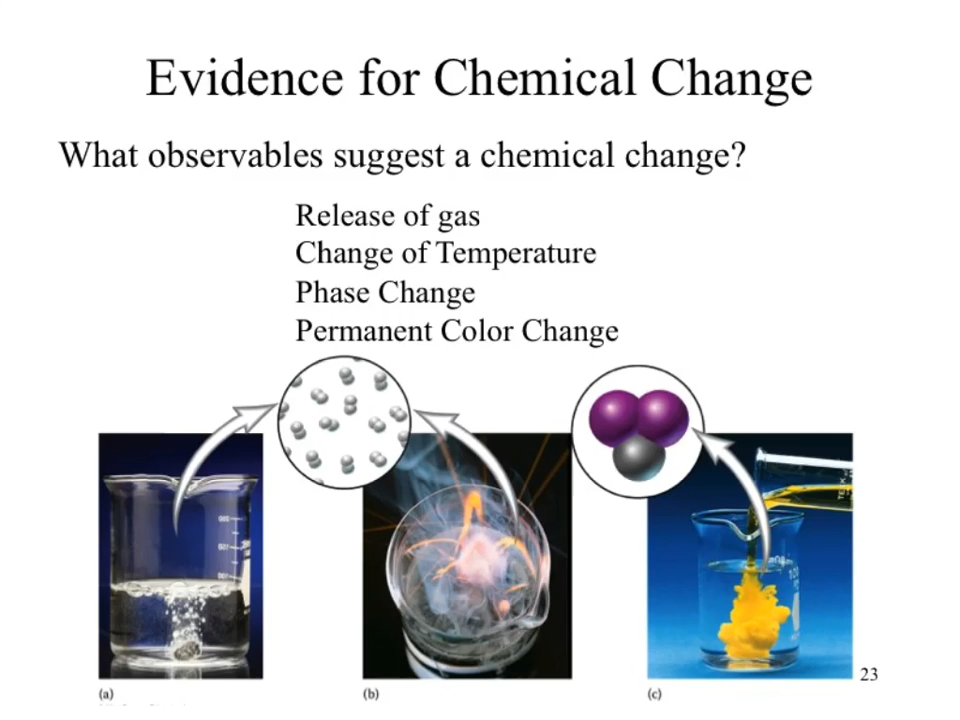 Evidence for Chemical Change
What observables suggest a chemical change?
Release of gas
Change of Temperature
Phase Change
Permanent Color Change
(a)
(b)
(c)
23